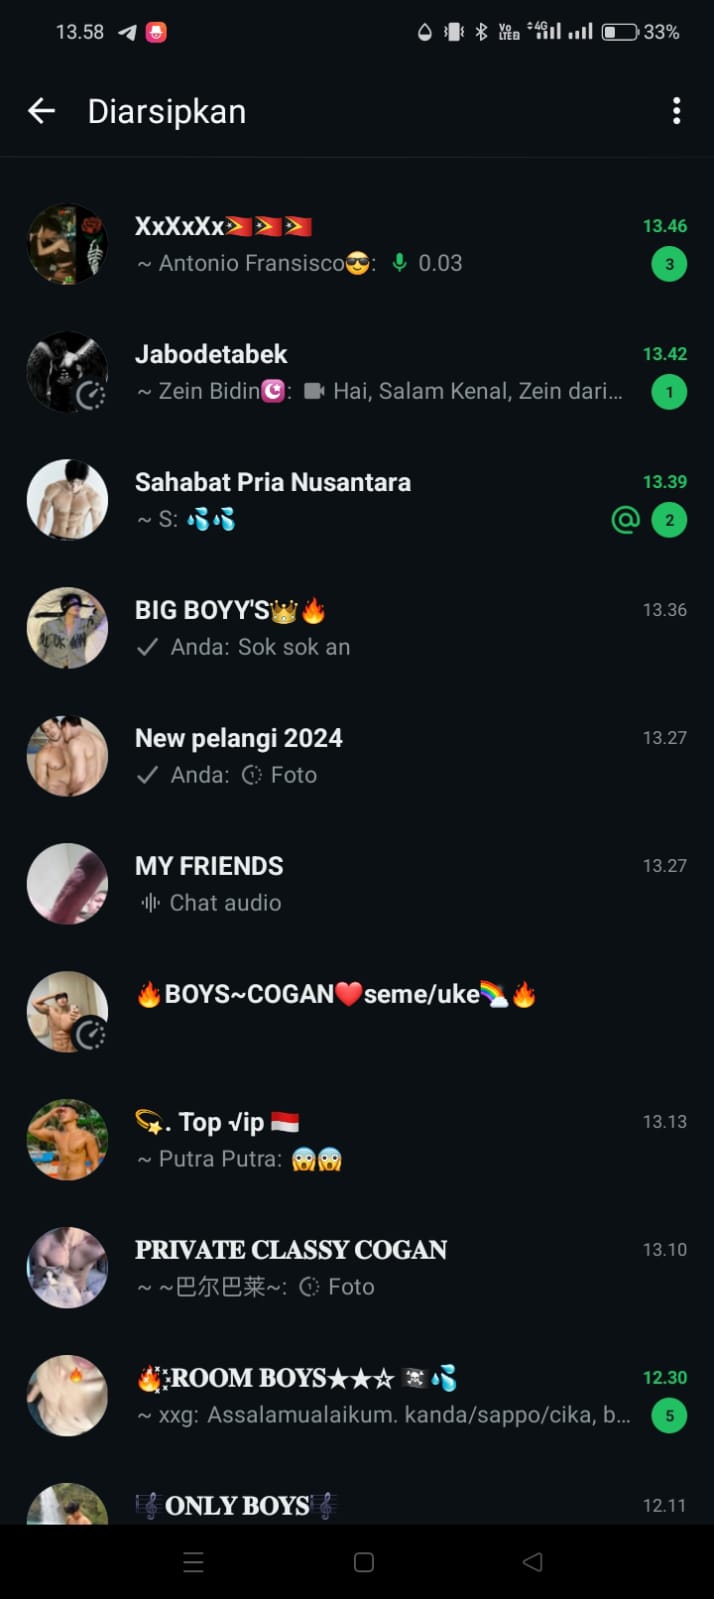 13.58 VoLTE 4G 33%
Diarsipkan
XxXxXx🇹🇱🇹🇱🇹🇱 13.46
~ Antonio Fransisco😎: 0.03 3
Jabodetabek 13.42
~ Zein Bidin☪️: Hai, Salam Kenal, Zein dari... 1
Sahabat Pria Nusantara 13.39
~ S: 💦💦 @ 2
BIG BOYY'S👑🔥 13.36
Anda: Sok sok an
New pelangi 2024 13.27
Anda: Foto
MY FRIENDS 13.27
Chat audio
🔥BOYS~COGAN❤️seme/uke🌈🔥
💫. Top √ip 🇮🇩 13.13
~ Putra Putra: 😱😱
𝐏𝐑𝐈𝐕𝐀𝐓𝐄 𝐂𝐋𝐀𝐒𝐒𝐘 𝐂𝐎𝐆𝐀𝐍 13.10
~ ~巴尔巴莱~: Foto
🔥ROOM BOYS★★☆ 🏴‍☠️💦 12.30
~ xxg: Assalamualaikum. kanda/sappo/cika, b... 5
🎼𝐎𝐍𝐋𝐘 𝐁𝐎𝐘𝐒🎼 12.11